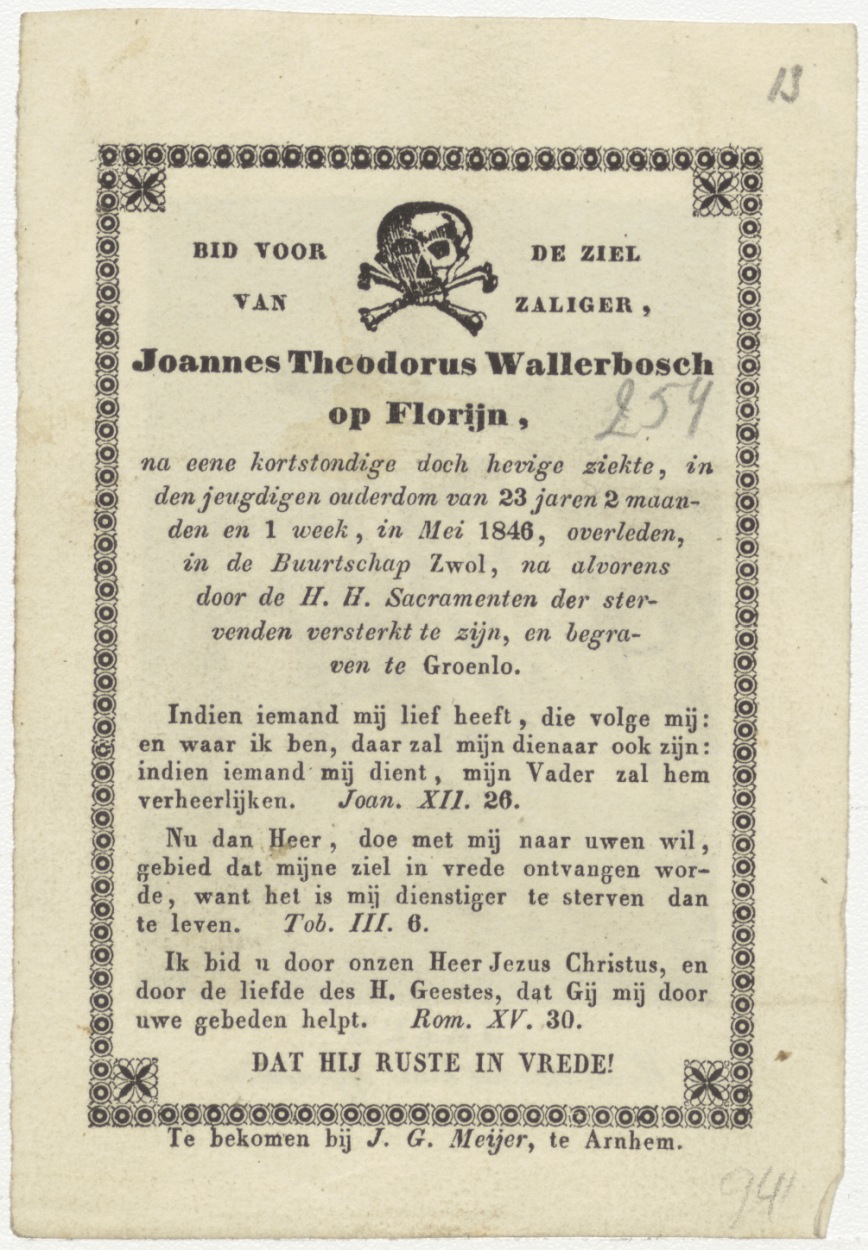 13
BID VOOR DE ZIEL
VAN ZALIGER,
Joannes Theodorus Wallerbosch
op Florijn,
254
na eene kortstondige doch hevige ziekte, in
den jeugdigen ouderdom van 23 jaren 2 maan-
den en 1 week, in Mei 1846, overleden,
in de Buurtschap Zwol, na alvorens
door de H. H. Sacramenten der ster-
venden versterkt te zijn, en begra-
ven te Groenlo.
Indien iemand mij lief heeft, die volge mij:
en waar ik ben, daar zal mijn dienaar ook zijn:
indien iemand mij dient, mijn Vader zal hem
verheerlijken. Joan. XII. 26.
Nu dan Heer, doe met mij naar uwen wil,
gebied dat mijne ziel in vrede ontvangen wor-
de, want het is mij dienstiger te sterven dan
te leven. Tob. III. 6.
Ik bid u door onzen Heer Jezus Christus, en
door de liefde des H. Geestes, dat Gij mij door
uwe gebeden helpt. Rom. XV. 30.
DAT HIJ RUSTE IN VREDE!
Te bekomen bij J. G. Meijer, te Arnhem.